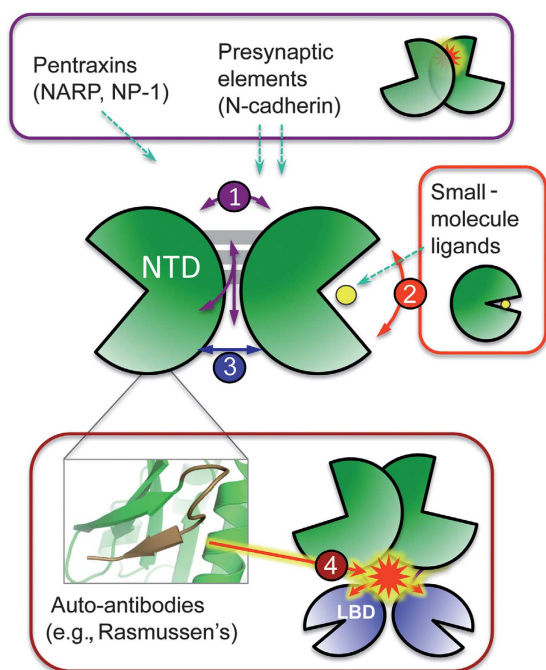 Pentraxins
(NARP, NP-1)
Presynaptic
elements
(N-cadherin)
1
Small-
molecule
ligands
NTD
2
3
4
LBD
Auto-antibodies
(e.g., Rasmussen's)